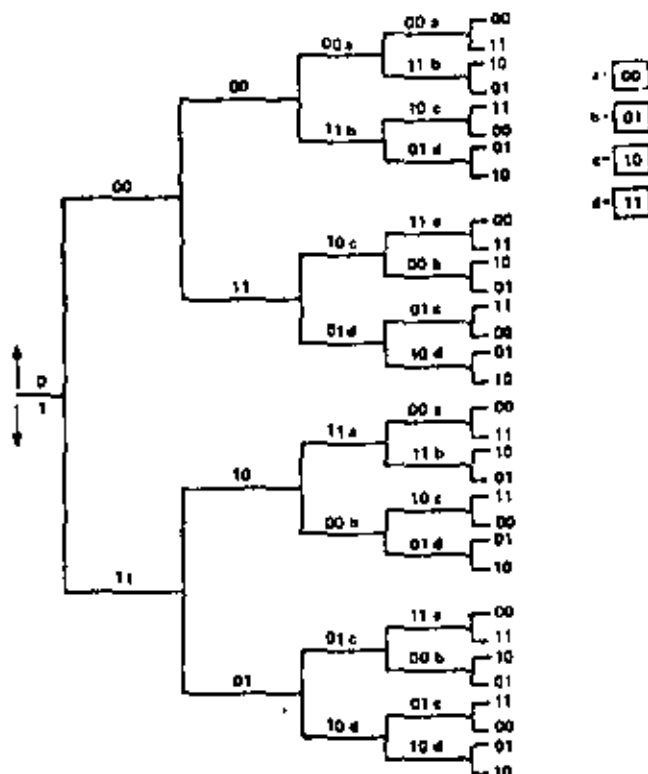 00 a 00
00 a 11
11 b 10
a= 00
00
01
10 c 11
b= 01
11 b 00
01 d 01
c= 10
10
00
d= 11
11 a 00
10 c 11
00 b 10
11 01
01 c 11
01 d 00
10 d 01
0
10
1
00 a 00
11 a 11
11 b 10
10 01
10 c 11
00 b 00
01 d 01
10
11
11 a 00
01 c 11
00 b 10
01 01
01 c 11
10 d 00
10 d 01
10